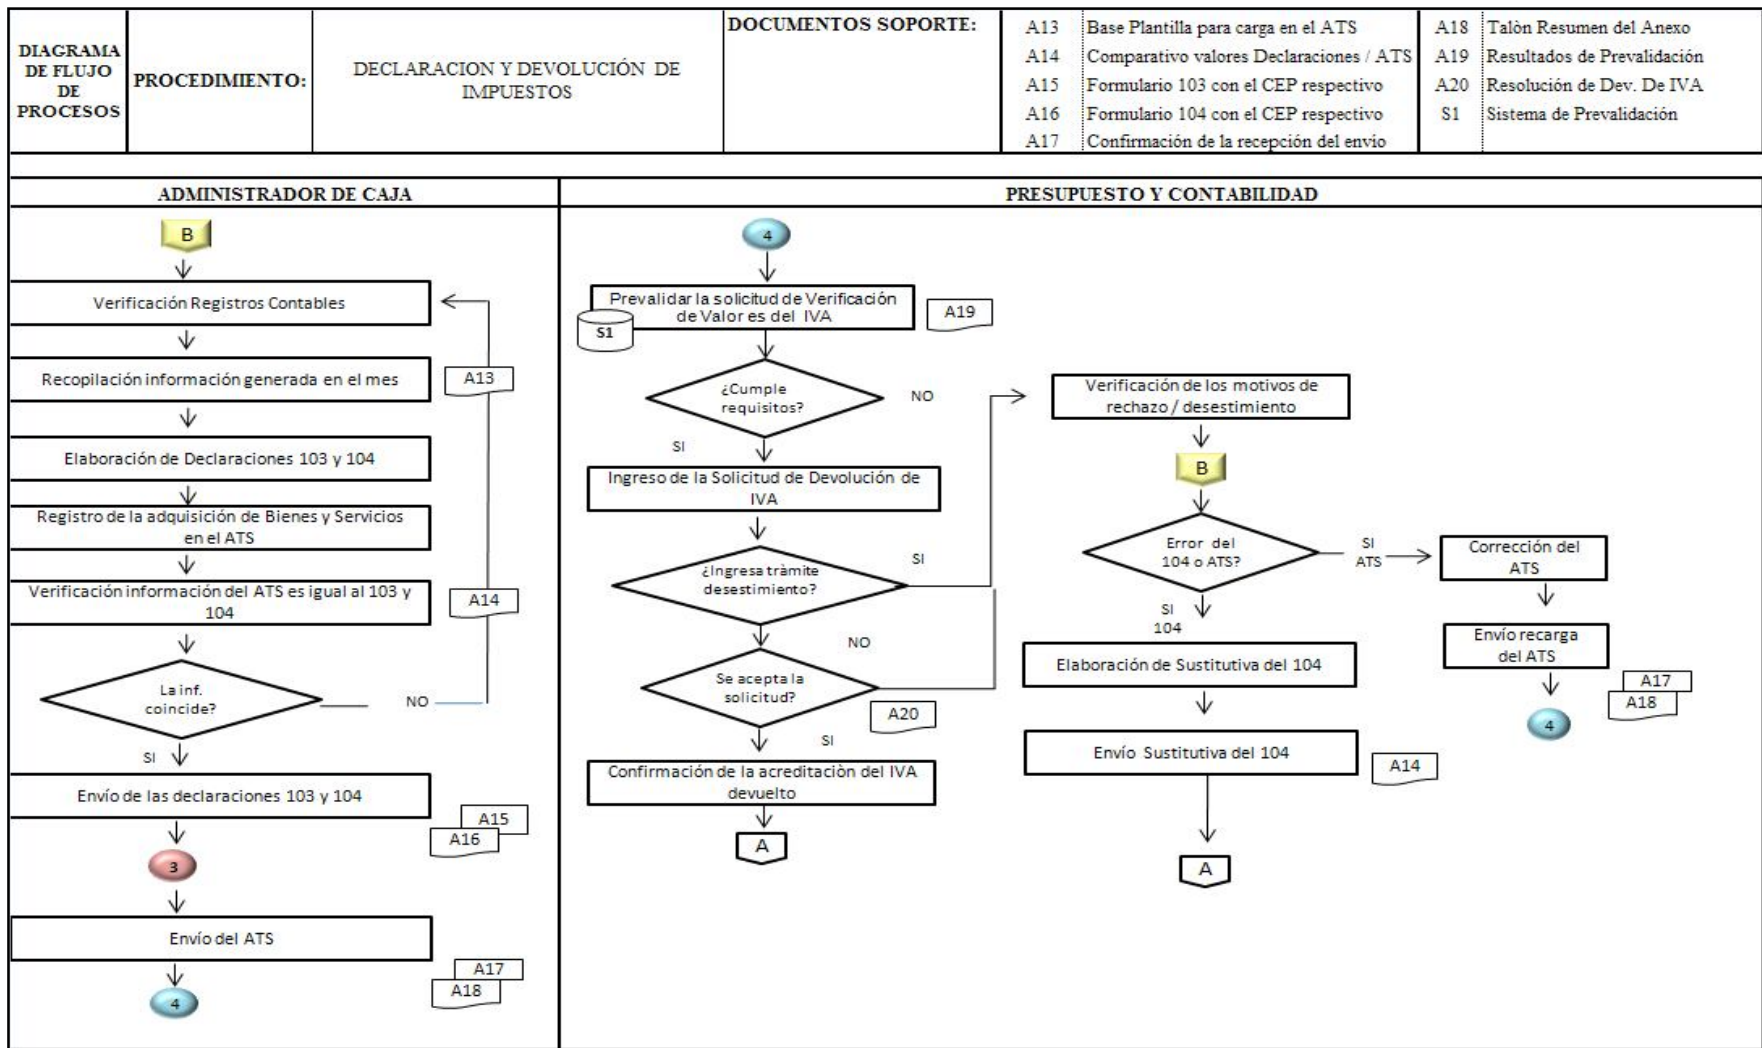 DIAGRAMA
DE FLUJO
DE
PROCESOS
PROCEDIMIENTO:
DECLARACION Y DEVOLUCIÓN DE
IMPUESTOS
DOCUMENTOS SOPORTE:
A13 Base Plantilla para carga en el ATS
A14 Comparativo valores Declaraciones / ATS
A15 Formulario 103 con el CEP respectivo
A16 Formulario 104 con el CEP respectivo
A17 Confirmación de la recepción del envío
A18 Talòn Resumen del Anexo
A19 Resultados de Prevalidación
A20 Resolución de Dev. De IVA
S1 Sistema de Prevalidación
ADMINISTRADOR DE CAJA
B
Verificación Registros Contables
Recopilación información generada en el mes
A13
Elaboración de Declaraciones 103 y 104
Registro de la adquisición de Bienes y Servicios
en el ATS
Verificación información del ATS es igual al 103 y
104
A14
La inf.
coincide?
NO
SI
Envío de las declaraciones 103 y 104
A15
A16
3
Envío del ATS
A17
A18
4
PRESUPUESTO Y CONTABILIDAD
4
Prevalidar la solicitud de Verificación
de Valores del IVA
S1
A19
¿Cumple
requisitos?
NO
SI
Ingreso de la Solicitud de Devolución de
IVA
¿Ingresa tràmite
desestimiento?
SI
NO
Se acepta la
solicitud?
A20
SI
Confirmación de la acreditaciòn del IVA
devuelto
A
Verificación de los motivos de
rechazo / desestimiento
B
Error del
104 o ATS?
SI
ATS
SI
104
Elaboración de Sustitutiva del 104
Envío Sustitutiva del 104
A14
A
Corrección del
ATS
Envío recarga
del ATS
A17
A18
4